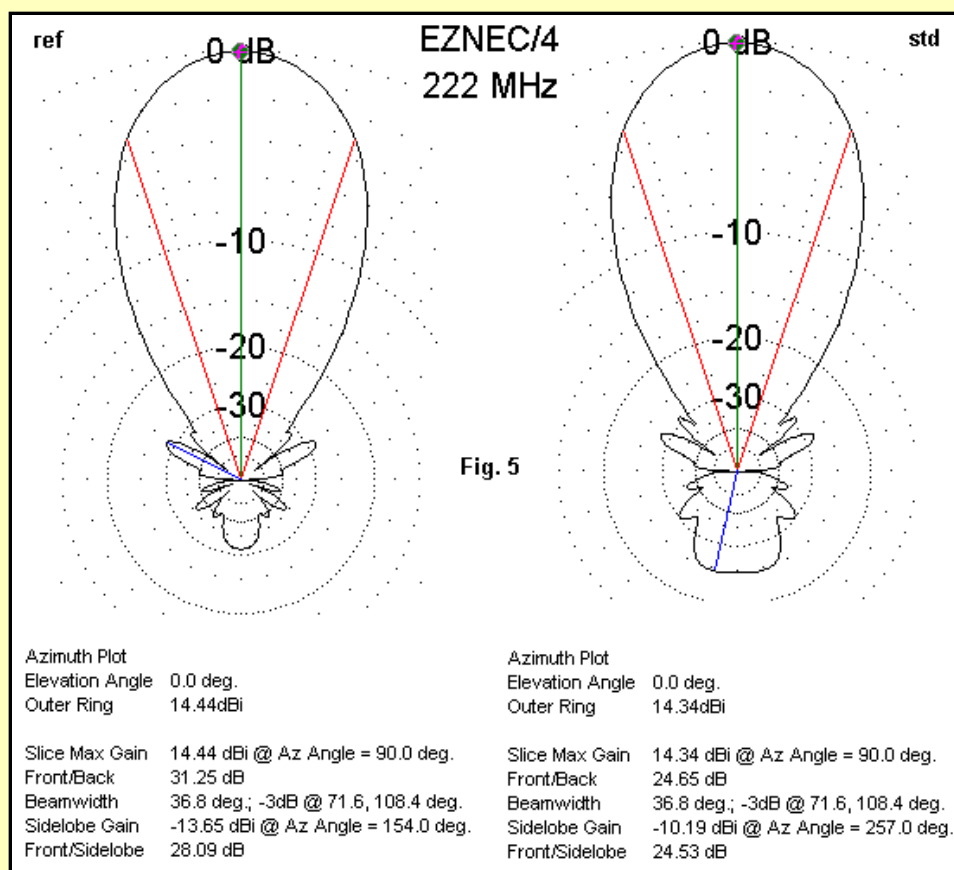 ref
EZNEC/4
222 MHz
std
0 dB
-10
-20
-30
0 dB
-10
-20
-30
Fig. 5
Azimuth Plot
Elevation Angle 0.0 deg.
Outer Ring 14.44dBi
Slice Max Gain 14.44 dBi @ Az Angle = 90.0 deg.
Front/Back 31.25 dB
Beamwidth 36.8 deg.; -3dB @ 71.6, 108.4 deg.
Sidelobe Gain -13.65 dBi @ Az Angle = 154.0 deg.
Front/Sidelobe 28.09 dB
Azimuth Plot
Elevation Angle 0.0 deg.
Outer Ring 14.34dBi
Slice Max Gain 14.34 dBi @ Az Angle = 90.0 deg.
Front/Back 24.65 dB
Beamwidth 36.8 deg.; -3dB @ 71.6, 108.4 deg.
Sidelobe Gain -10.19 dBi @ Az Angle = 257.0 deg.
Front/Sidelobe 24.53 dB